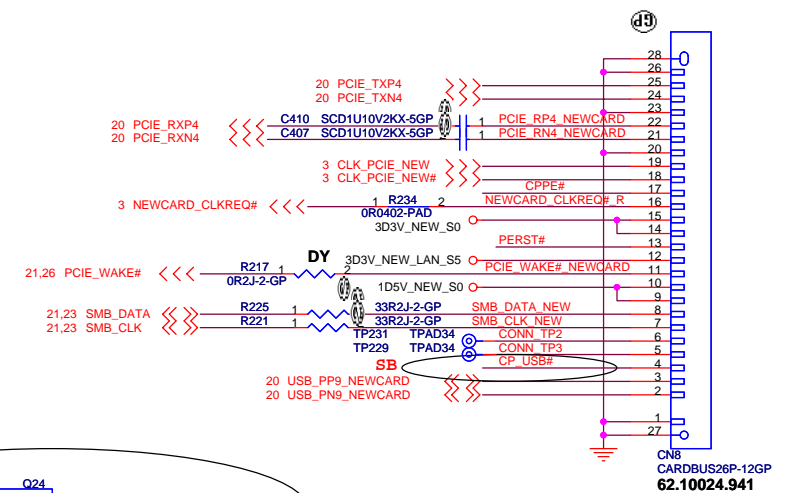 GP
28
26
20 PCIE_TXP4 25
20 PCIE_TXN4 24
23
20 PCIE_RXP4 C410 SCD1U10V2KX-5GP 1 PCIE_RP4_NEWCARD 22
20 PCIE_RXN4 C407 SCD1U10V2KX-5GP 1 PCIE_RN4_NEWCARD 21
20
3 CLK_PCIE_NEW 19
3 CLK_PCIE_NEW# 18
CPPE# 17
3 NEWCARD_CLKREQ# 1 R234 2 NEWCARD_CLKREQ#_R 16
0R0402-PAD
3D3V_NEW_S0 15
14
PERST# 13
DY 3D3V_NEW_LAN_S5 12
21,26 PCIE_WAKE# R217 1 2 PCIE_WAKE#_NEWCARD 11
0R2J-2-GP
1D5V_NEW_S0 10
9
21,23 SMB_DATA R225 1 33R2J-2-GP SMB_DATA_NEW 8
21,23 SMB_CLK R221 1 33R2J-2-GP SMB_CLK_NEW 7
TP231 TPAD34 CONN_TP2 6
TP229 TPAD34 CONN_TP3 5
SB CP_USB# 4
20 USB_PP9_NEWCARD 3
20 USB_PN9_NEWCARD 2
1
27
CN8
CARDBUS26P-12GP
62.10024.941
Q24